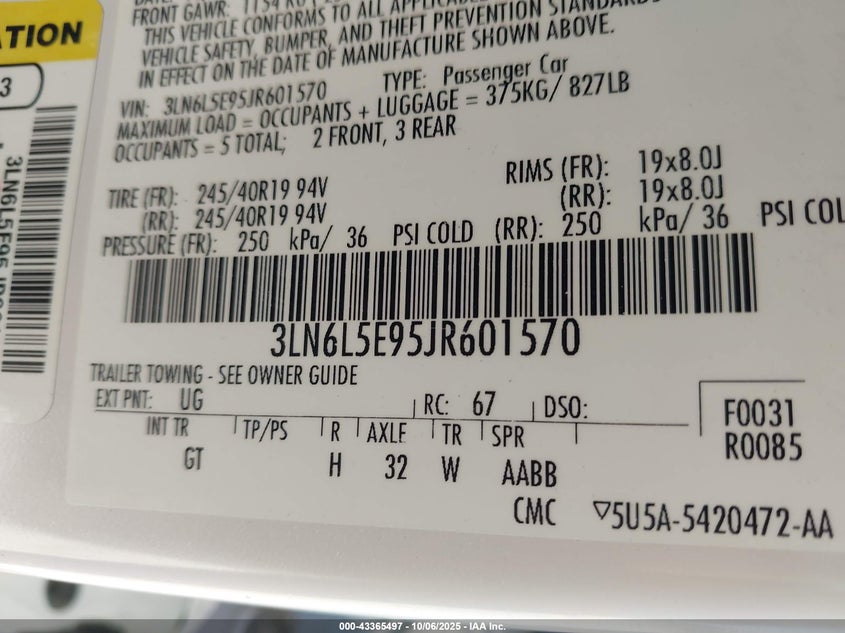 ATION
3
FRONT GAWR:
THIS VEHICLE CONFORMS TO ALL APPLICABLE
VEHICLE SAFETY, BUMPER, AND THEFT PREVENTION STANDARDS
IN EFFECT ON THE DATE OF MANUFACTURE SHOWN ABOVE.
VIN: 3LN6L5E95JR601570 TYPE: Passenger Car
MAXIMUM LOAD = OCCUPANTS + LUGGAGE = 375KG/ 827LB
OCCUPANTS = 5 TOTAL; 2 FRONT, 3 REAR
TIRE (FR): 245/40R19 94V RIMS (FR): 19x8.0J
(RR): 245/40R19 94V (RR): 19x8.0J
PRESSURE (FR): 250 kPa/ 36 PSI COLD (RR): 250 kPa/ 36 PSI COL
3LN6L5E95JR601570
TRAILER TOWING - SEE OWNER GUIDE
EXT PNT: UG RC: 67 DSO:
INT TR TP/PS R AXLE TR SPR
GT H 32 W AABB
F0031
R0085
CMC ▽5U5A-5420472-AA
000-43365497 - 10/06/2025 - IAA Inc.